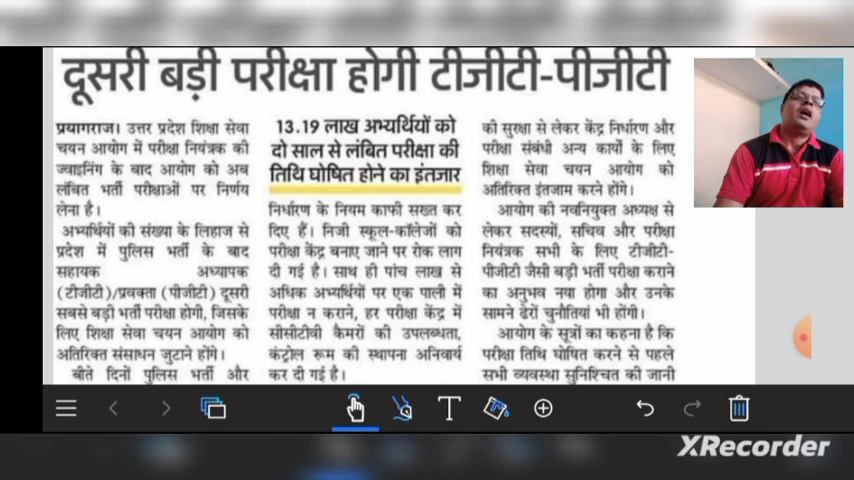 दूसरी बड़ी परीक्षा होगी टीजीटी-पीजीटी
प्रयागराज। उत्तर प्रदेश शिक्षा सेवा
चयन आयोग में परीक्षा नियंत्रक की
ज्वाइनिंग के बाद आयोग को अब
लंबित भर्ती परीक्षाओं पर निर्णय
लेना है।
अभ्यर्थियों की संख्या के लिहाज से
प्रदेश में पुलिस भर्ती के बाद
सहायक अध्यापक
(टीजीटी)/प्रवक्ता (पीजीटी) दूसरी
सबसे बड़ी भर्ती परीक्षा होगी, जिसके
लिए शिक्षा सेवा चयन आयोग को
अतिरिक्त संसाधन जुटाने होंगे।
बीते दिनों पुलिस भर्ती और
13.19 लाख अभ्यर्थियों को
दो साल से लंबित परीक्षा की
तिथि घोषित होने का इंतजार
निर्धारण के नियम काफी सख्त कर
दिए हैं। निजी स्कूल-कॉलेजों को
परीक्षा केंद्र बनाए जाने पर रोक लाग
दी गई है। साथ ही पांच लाख से
अधिक अभ्यर्थियों पर एक पाली में
परीक्षा न कराने, हर परीक्षा केंद्र में
सीसीटीवी कैमरों की उपलब्धता,
कंट्रोल रूम की स्थापना अनिवार्य
कर दी गई है।
की सुरक्षा से लेकर केंद्र निर्धारण और
परीक्षा संबंधी अन्य कार्यों के लिए
शिक्षा सेवा चयन आयोग को
अतिरिक्त इंतजाम करने होंगे।
आयोग की नवनियुक्त अध्यक्ष से
लेकर सदस्यों, सचिव और परीक्षा
नियंत्रक सभी के लिए टीजीटी-
पीजीटी जैसी बड़ी भर्ती परीक्षा कराने
का अनुभव नया होगा और उनके
सामने ढेरों चुनौतियां भी होंगी।
आयोग के सूत्रों का कहना है कि
परीक्षा तिथि घोषित करने से पहले
सभी व्यवस्था सुनिश्चित की जानी
XRecorder